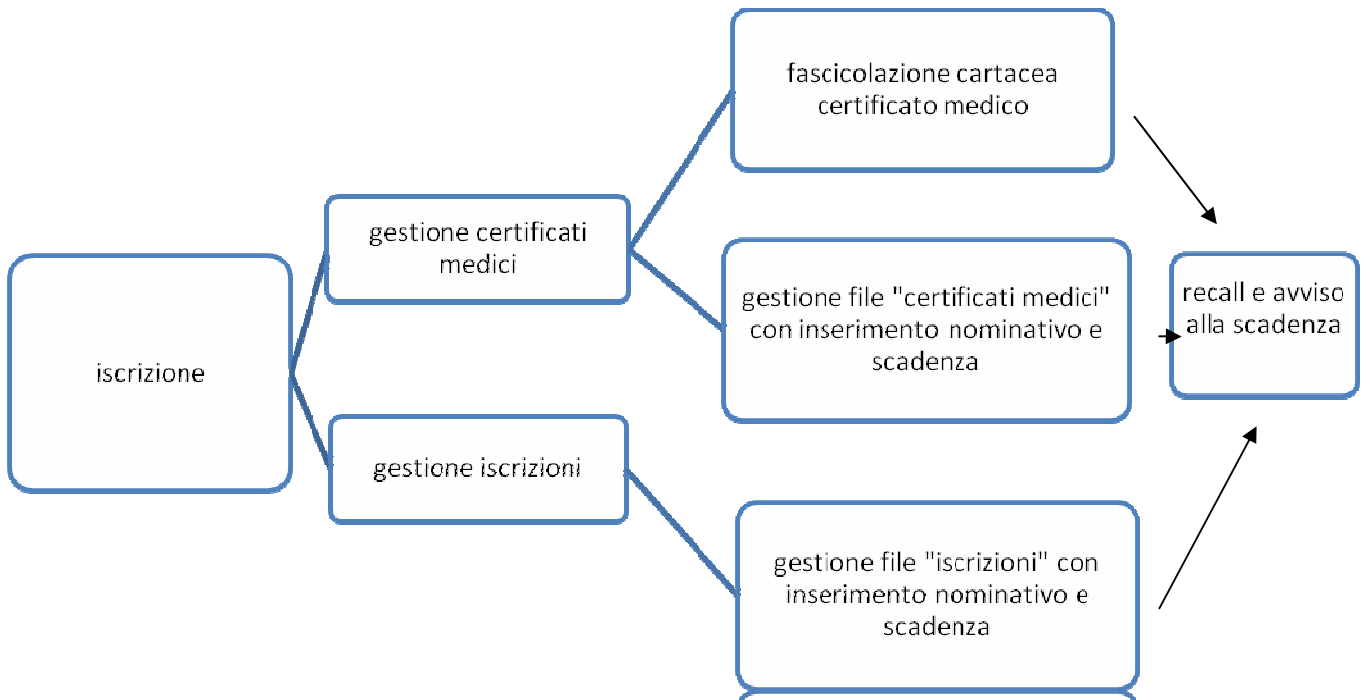 fascicolazione cartacea
certificato medico
gestione certificati
medici
gestione file "certificati medici"
con inserimento nominativo e
scadenza
recall e avviso
alla scadenza
iscrizione
gestione iscrizioni
gestione file "iscrizioni" con
inserimento nominativo e
scadenza